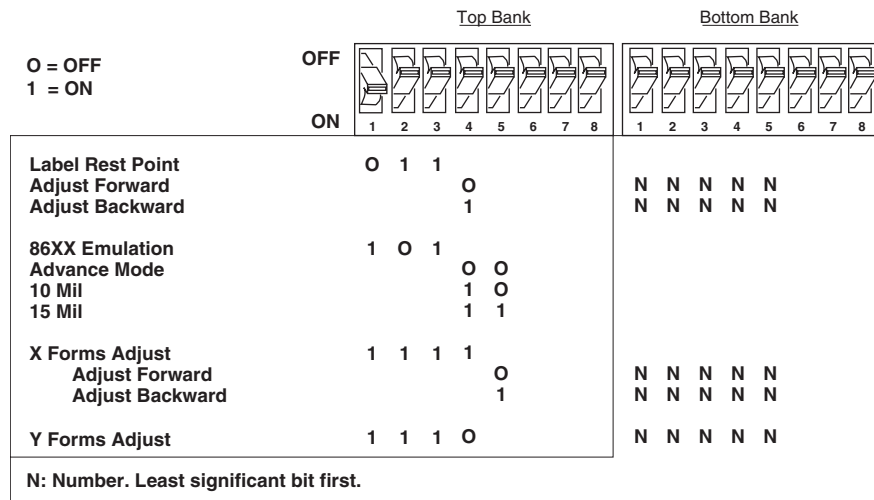 Top Bank Bottom Bank
O = OFF OFF
1 = ON
ON 1 2 3 4 5 6 7 8 1 2 3 4 5 6 7 8
Label Rest Point O 1 1
Adjust Forward O N N N N N
Adjust Backward 1 N N N N N
86XX Emulation 1 O 1
Advance Mode O O
10 Mil 1 O
15 Mil 1 1
X Forms Adjust 1 1 1 1
Adjust Forward O N N N N N
Adjust Backward 1 N N N N N
Y Forms Adjust 1 1 1 O N N N N N
N: Number. Least significant bit first.